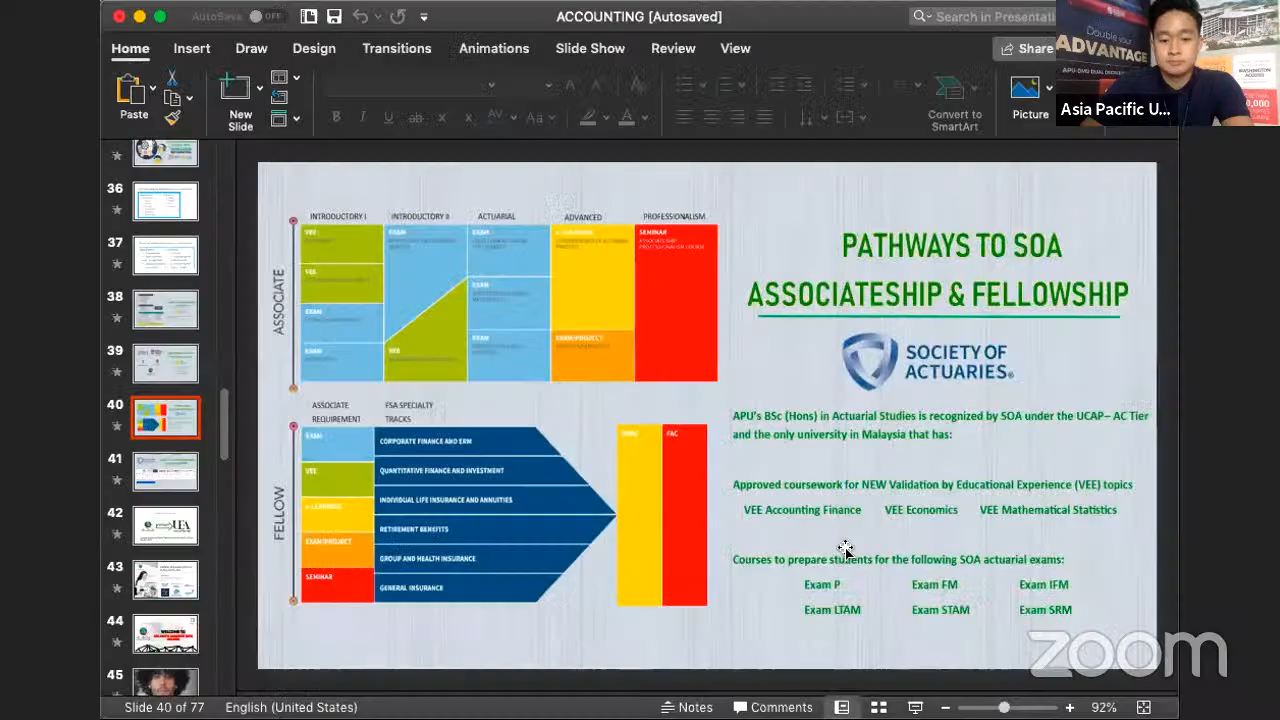 AutoSave OFF
ACCOUNTING [Autosaved]
Search in Presentati
Home Insert Draw Design Transitions Animations Slide Show Review View
Share
Double your
ADVANTAGE
Asia Pacific U...
Paste
New
Slide
Convert to
SmartArt
Picture
36
37
38
39
40
41
42
43
44
45
INTRODUCTORY I INTRODUCTORY II ACTUARIAL ADVANCED PROFESSIONALISM
ASSOCIATE
VEE
VEE
EXAM
EXAM
EXAM
VEE
EXAM
EXAM
EXAM
EXAM/PROJECT
SEMINAR
ASSOCIATE
REQUIREMENT
FSA SPECIALTY
TRACKS
FELLOW
EXAM
VEE
e-LEARNING
EXAM/PROJECT
SEMINAR
CORPORATE FINANCE AND ERM
QUANTITATIVE FINANCE AND INVESTMENT
INDIVIDUAL LIFE INSURANCE AND ANNUITIES
RETIREMENT BENEFITS
GROUP AND HEALTH INSURANCE
GENERAL INSURANCE
FAC
PATHWAYS TO SOA
ASSOCIATESHIP & FELLOWSHIP
SOCIETY OF
ACTUARIES®
APU's BSc (Hons) in Actuarial Studies is recognized by SOA under the UCAP– AC Tier
and the only university in Malaysia that has:
Approved coursework for NEW Validation by Educational Experience (VEE) topics
VEE Accounting Finance VEE Economics VEE Mathematical Statistics
Courses to prepare students for the following SOA actuarial exams:
Exam P Exam FM Exam IFM
Exam LTAM Exam STAM Exam SRM
zoom
Slide 40 of 77 English (United States) Notes Comments 92%